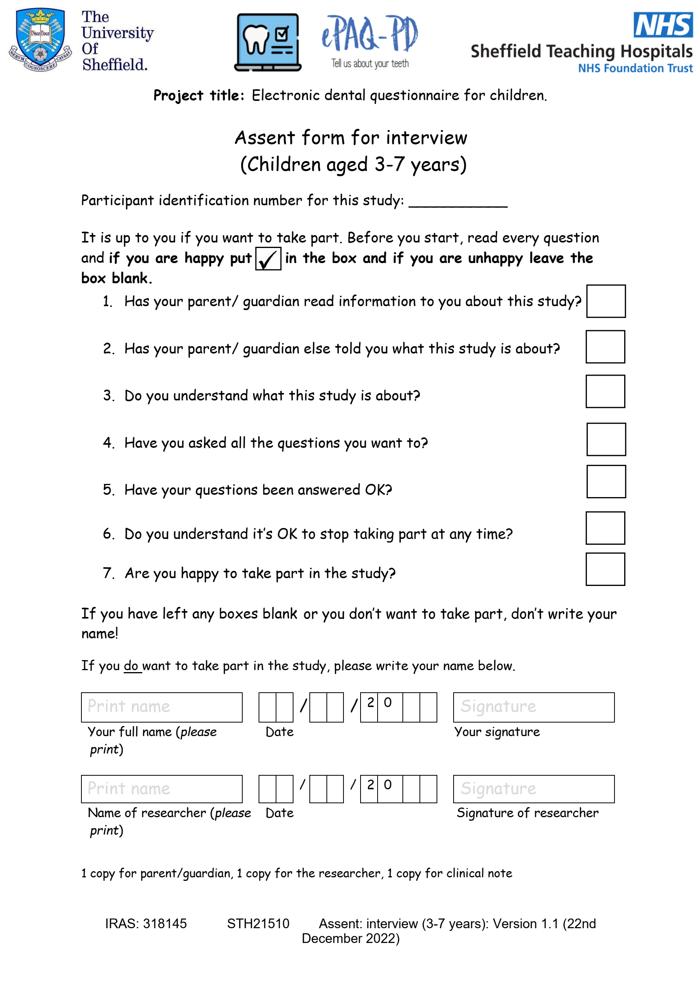 The
University
Of
Sheffield.
Disce Doce
RERVM COGNOSCERE CAVSAS
ePAQ-PD
Tell us about your teeth
NHS
Sheffield Teaching Hospitals
NHS Foundation Trust
Project title: Electronic dental questionnaire for children.
Assent form for interview
(Children aged 3-7 years)
Participant identification number for this study: ____________
It is up to you if you want to take part. Before you start, read every question
and if you are happy put ✓ in the box and if you are unhappy leave the
box blank.
1. Has your parent/ guardian read information to you about this study?
2. Has your parent/ guardian else told you what this study is about?
3. Do you understand what this study is about?
4. Have you asked all the questions you want to?
5. Have your questions been answered OK?
6. Do you understand it’s OK to stop taking part at any time?
7. Are you happy to take part in the study?
If you have left any boxes blank or you don’t want to take part, don’t write your
name!
If you do want to take part in the study, please write your name below.
Print name / / 2 0 Signature
Your full name (please Date Your signature
print)
Print name / / 2 0 Signature
Name of researcher (please Date Signature of researcher
print)
1 copy for parent/guardian, 1 copy for the researcher, 1 copy for clinical note
IRAS: 318145 STH21510 Assent: interview (3-7 years): Version 1.1 (22nd
December 2022)